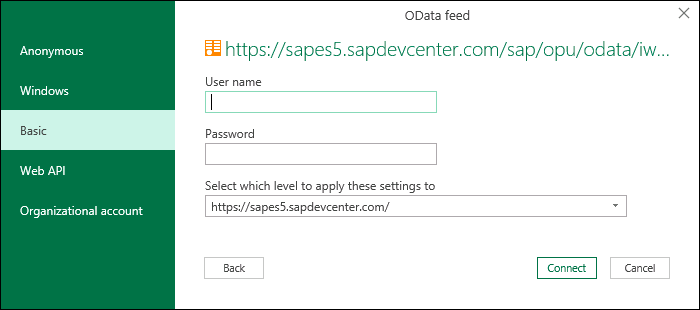 OData feed
Anonymous
Windows
Basic
Web API
Organizational account
https://sapes5.sapdevcenter.com/sap/opu/odata/iw...
User name
Password
Select which level to apply these settings to
https://sapes5.sapdevcenter.com/
Back
Connect
Cancel